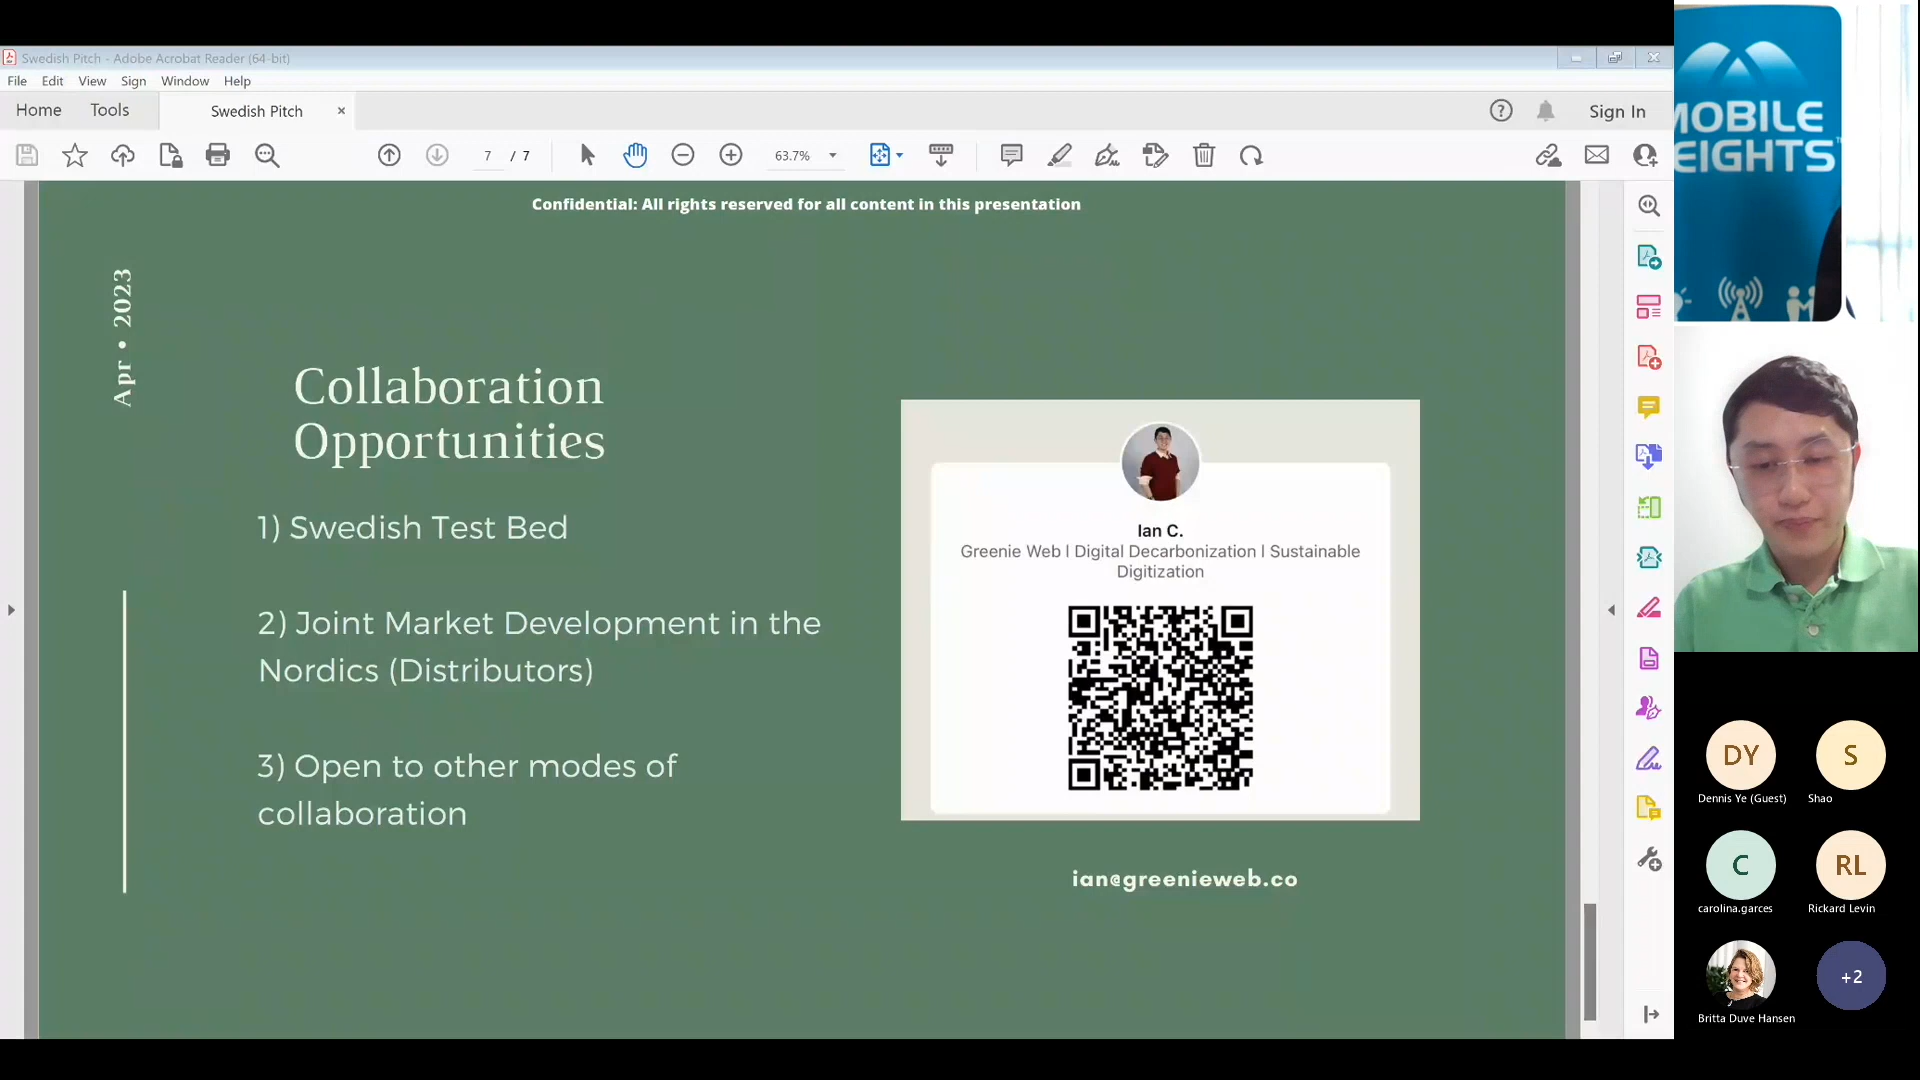 Swedish Pitch - Adobe Acrobat Reader (64-bit)
File Edit View Sign Window Help
Home Tools Swedish Pitch × Sign In
7 / 7 63.7%
Confidential: All rights reserved for all content in this presentation
Apr • 2023
Collaboration
Opportunities
1) Swedish Test Bed
2) Joint Market Development in the
Nordics (Distributors)
3) Open to other modes of
collaboration
Ian C.
Greenie Web l Digital Decarbonization l Sustainable
Digitization
ian@greenieweb.co
MOBILE
HEIGHTS™
DY S
Dennis Ye (Guest) Shao
C RL
carolina.garces Rickard Levin
+2
Britta Duve Hansen